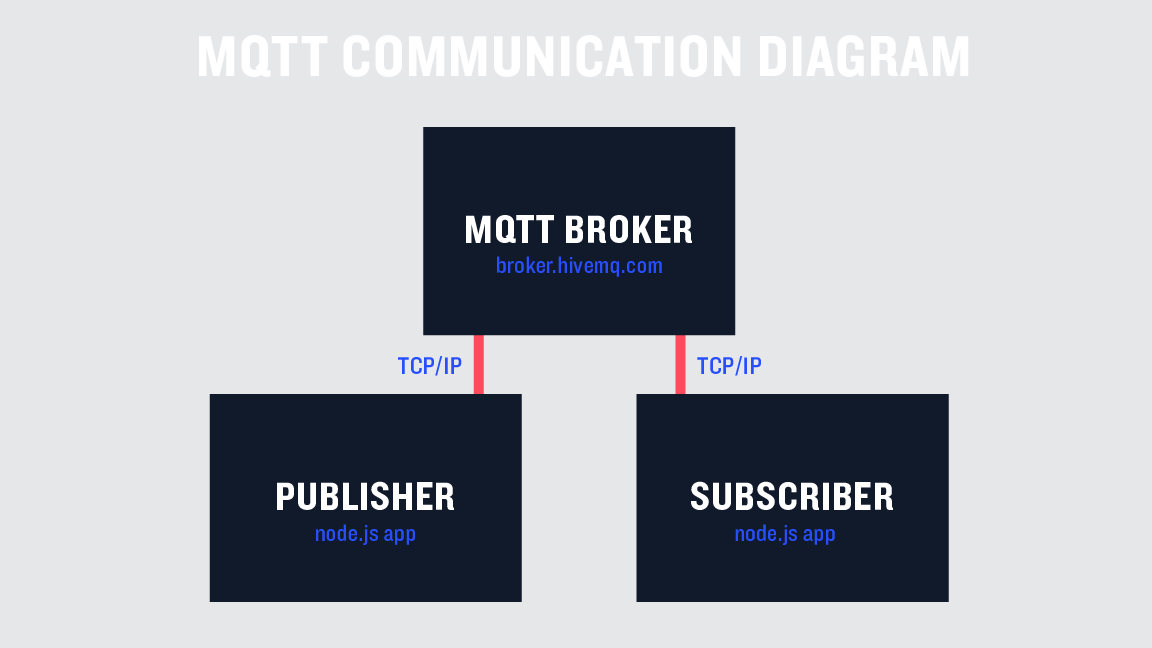 MQTT COMMUNICATION DIAGRAM
MQTT BROKER
broker.hivemq.com
TCP/IP
TCP/IP
PUBLISHER
node.js app
SUBSCRIBER
node.js app